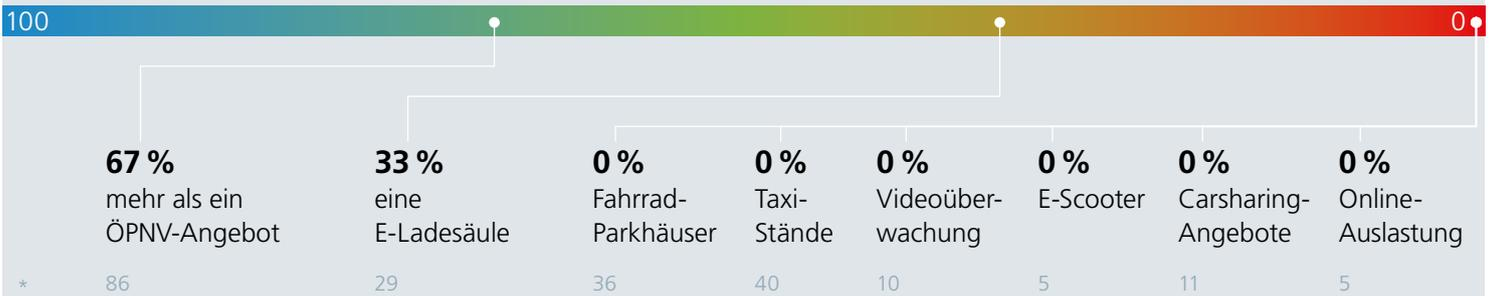 100 0
67 % 33 % 0 % 0 % 0 % 0 % 0 % 0 %
mehr als ein eine Fahrrad- Taxi- Videoüber- E-Scooter Carsharing- Online-
ÖPNV-Angebot E-Ladesäule Parkhäuser Stände wachung Angebote Auslastung
* 86 29 36 40 10 5 11 5